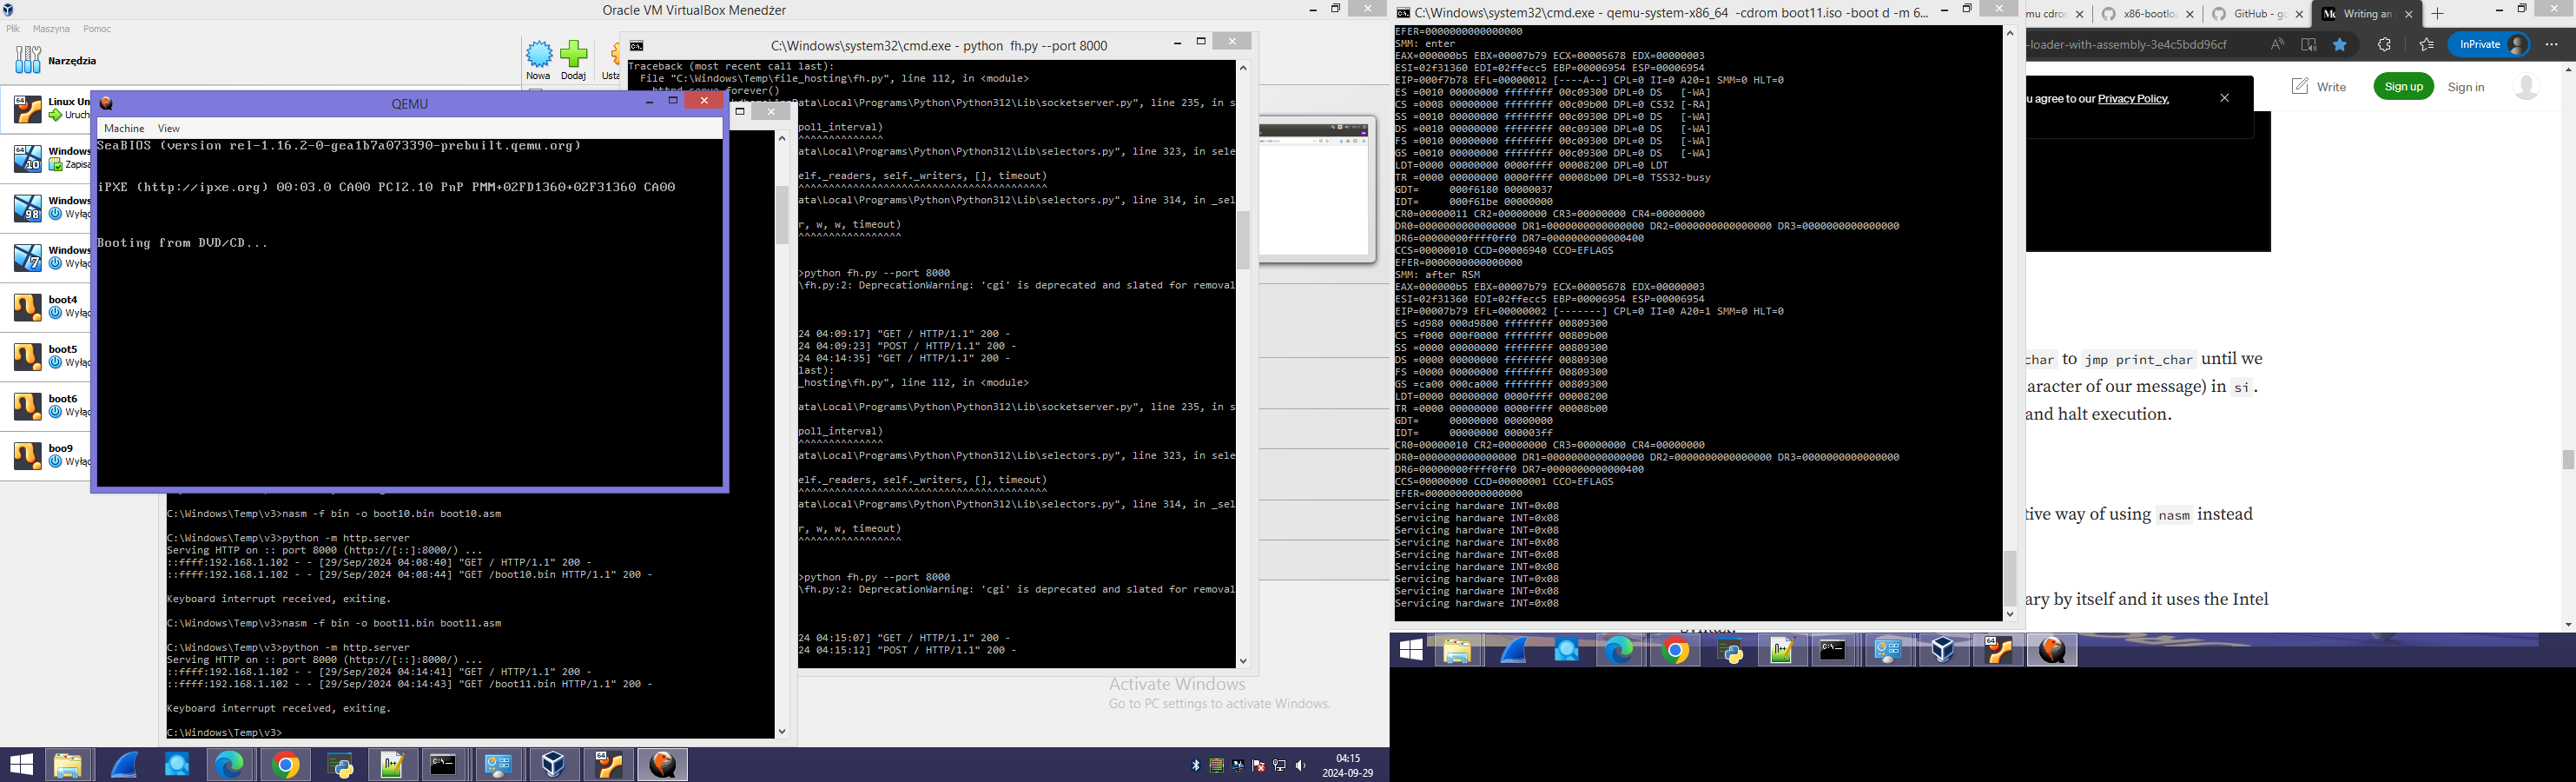 Oracle VM VirtualBox Menedżer
Plik Maszyna Pomoc
Narzędzia
Nowa Dodaj
Linux Un
Windows
Zapisa
Windows
Wyłąc
Windows
Wyłąc
boot4
Wyłąc
boot5
Wyłąc
boot6
Wyłąc
boo9
Wyłąc
QEMU
Machine View
SeaBIOS (version rel-1.16.2-0-gea1b7a073390-prebuilt.qemu.org)
iPXE (http://ipxe.org) 00:03.0 CA00 PCI2.10 PnP PMM+02FD1360+02F31360 CA00
Booting from DVD/CD...
C:\Windows\Temp\v3>nasm -f bin -o boot10.bin boot10.asm
C:\Windows\Temp\v3>python -m http.server
Serving HTTP on :: port 8000 (http://[::]:8000/) ...
::ffff:192.168.1.102 - - [29/Sep/2024 04:08:40] "GET / HTTP/1.1" 200 -
::ffff:192.168.1.102 - - [29/Sep/2024 04:08:44] "GET /boot10.bin HTTP/1.1" 200 -
Keyboard interrupt received, exiting.
C:\Windows\Temp\v3>nasm -f bin -o boot11.bin boot11.asm
C:\Windows\Temp\v3>python -m http.server
Serving HTTP on :: port 8000 (http://[::]:8000/) ...
::ffff:192.168.1.102 - - [29/Sep/2024 04:14:41] "GET / HTTP/1.1" 200 -
::ffff:192.168.1.102 - - [29/Sep/2024 04:14:43] "GET /boot11.bin HTTP/1.1" 200 -
Keyboard interrupt received, exiting.
C:\Windows\Temp\v3>
C:\Windows\system32\cmd.exe - python fh.py --port 8000
Traceback (most recent call last):
File "C:\Windows\Temp\file_hosting\fh.py", line 112, in <module>
ata\Local\Programs\Python\Python312\Lib\socketserver.py", line 235, in s
poll_interval)
^^^^^^^^^^^^^^
ata\Local\Programs\Python\Python312\Lib\selectors.py", line 323, in sele
elf._readers, self._writers, [], timeout)
^^^^^^^^^^^^^^^^^^^^^^^^^^^^^^^^^^^^^^^^^
ata\Local\Programs\Python\Python312\Lib\selectors.py", line 314, in _sel
r, w, w, timeout)
^^^^^^^^^^^^^^^^^
>python fh.py --port 8000
\fh.py:2: DeprecationWarning: 'cgi' is deprecated and slated for removal
24 04:09:17] "GET / HTTP/1.1" 200 -
24 04:09:23] "POST / HTTP/1.1" 200 -
24 04:14:35] "GET / HTTP/1.1" 200 -
last):
_hosting\fh.py", line 112, in <module>
ata\Local\Programs\Python\Python312\Lib\socketserver.py", line 235, in s
poll_interval)
^^^^^^^^^^^^^^
ata\Local\Programs\Python\Python312\Lib\selectors.py", line 323, in sele
elf._readers, self._writers, [], timeout)
^^^^^^^^^^^^^^^^^^^^^^^^^^^^^^^^^^^^^^^^^
ata\Local\Programs\Python\Python312\Lib\selectors.py", line 314, in _sel
r, w, w, timeout)
^^^^^^^^^^^^^^^^^
>python fh.py --port 8000
\fh.py:2: DeprecationWarning: 'cgi' is deprecated and slated for removal
24 04:15:07] "GET / HTTP/1.1" 200 -
24 04:15:12] "POST / HTTP/1.1" 200 -
Activate Windows
Go to PC settings to activate Windows.
04:15
2024-09-29
C:\Windows\system32\cmd.exe - qemu-system-x86_64 -cdrom boot11.iso -boot d -m 6...
EFER=0000000000000000
SMM: enter
EAX=000000b5 EBX=00007b79 ECX=00005678 EDX=00000003
ESI=02f31360 EDI=02ffecc5 EBP=00006954 ESP=00006954
EIP=000f7b78 EFL=00000012 [----A--] CPL=0 II=0 A20=1 SMM=0 HLT=0
ES =0010 00000000 ffffffff 00c09300 DPL=0 DS [-WA]
CS =0008 00000000 ffffffff 00c09b00 DPL=0 CS32 [-RA]
SS =0010 00000000 ffffffff 00c09300 DPL=0 DS [-WA]
DS =0010 00000000 ffffffff 00c09300 DPL=0 DS [-WA]
FS =0010 00000000 ffffffff 00c09300 DPL=0 DS [-WA]
GS =0010 00000000 ffffffff 00c09300 DPL=0 DS [-WA]
LDT=0000 00000000 0000ffff 00008200 DPL=0 LDT
TR =0000 00000000 0000ffff 00008b00 DPL=0 TSS32-busy
GDT= 000f6180 00000037
IDT= 000f61be 00000000
CR0=00000011 CR2=00000000 CR3=00000000 CR4=00000000
DR0=0000000000000000 DR1=0000000000000000 DR2=0000000000000000 DR3=0000000000000000
DR6=00000000ffff0ff0 DR7=0000000000000400
CCS=00000010 CCD=00006940 CCO=EFLAGS
EFER=0000000000000000
SMM: after RSM
EAX=000000b5 EBX=00007b79 ECX=00005678 EDX=00000003
ESI=02f31360 EDI=02ffecc5 EBP=00006954 ESP=00006954
EIP=00007b79 EFL=00000002 [-------] CPL=0 II=0 A20=1 SMM=0 HLT=0
ES =d980 000d9800 ffffffff 00809300
CS =f000 000f0000 ffffffff 00809b00
SS =0000 00000000 ffffffff 00809300
DS =0000 00000000 ffffffff 00809300
FS =0000 00000000 ffffffff 00809300
GS =ca00 000ca000 ffffffff 00809300
LDT=0000 00000000 0000ffff 00008200
TR =0000 00000000 0000ffff 00008b00
GDT= 00000000 00000000
IDT= 00000000 000003ff
CR0=00000010 CR2=00000000 CR3=00000000 CR4=00000000
DR0=0000000000000000 DR1=0000000000000000 DR2=0000000000000000 DR3=0000000000000000
DR6=00000000ffff0ff0 DR7=0000000000000400
CCS=00000000 CCD=00000001 CCO=EFLAGS
EFER=0000000000000000
Servicing hardware INT=0x08
Servicing hardware INT=0x08
Servicing hardware INT=0x08
Servicing hardware INT=0x08
Servicing hardware INT=0x08
Servicing hardware INT=0x08
Servicing hardware INT=0x08
Servicing hardware INT=0x08
Servicing hardware INT=0x08
mu cdrom x86-bootloa GitHub - gc Writing an
-loader-with-assembly-3e4c5bdd96cf InPrivate
u agree to our Privacy Policy.
Write Sign up Sign in
char to jmp print_char until we
aracter of our message) in si.
and halt execution.
tive way of using nasm instead
ary by itself and it uses the Intel